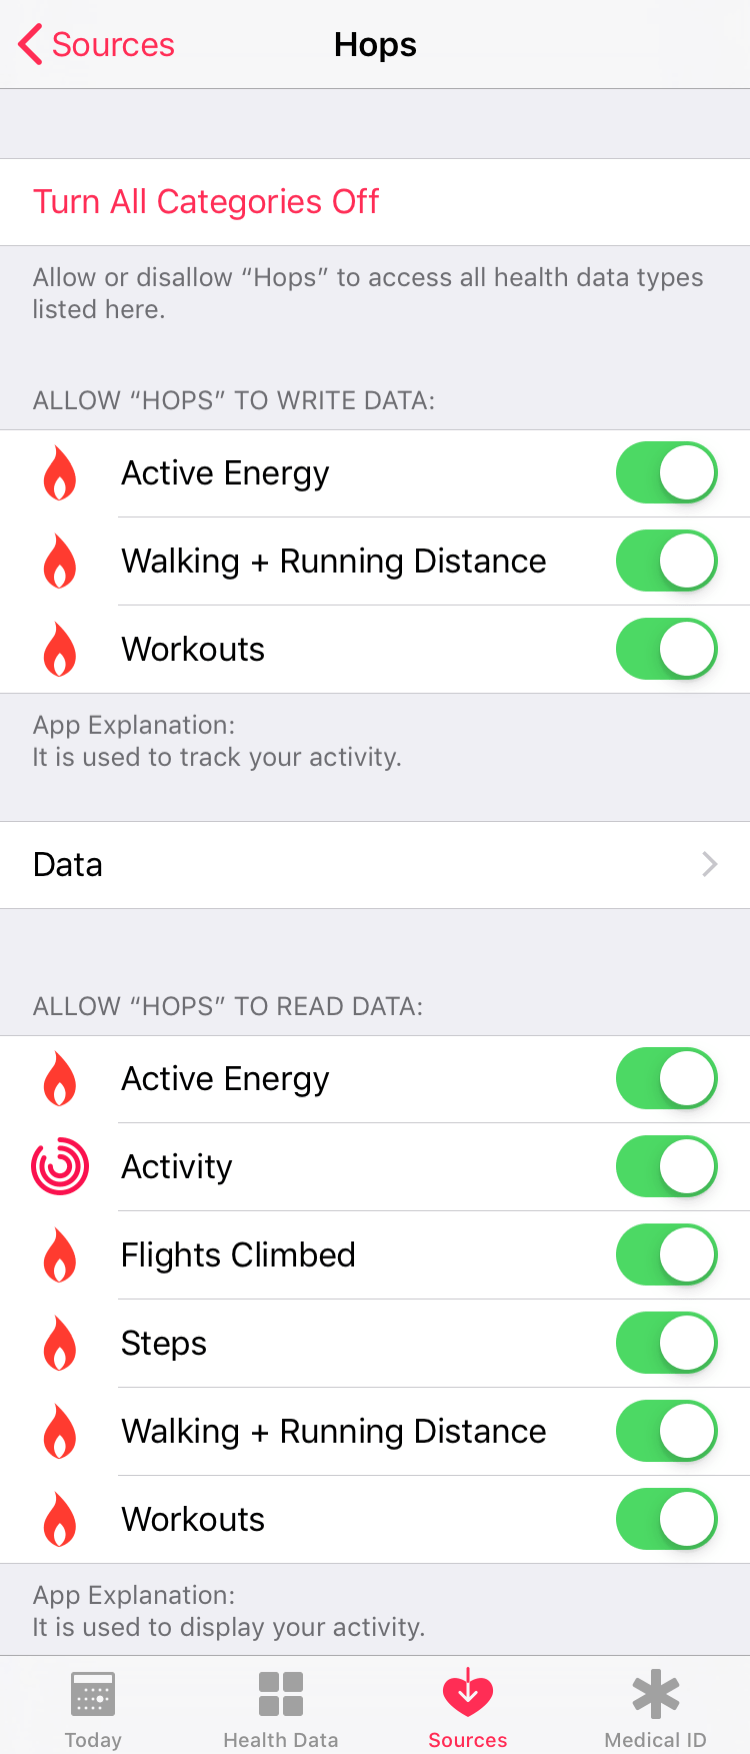 Sources
Hops
Turn All Categories Off
Allow or disallow “Hops” to access all health data types
listed here.
ALLOW “HOPS” TO WRITE DATA:
Active Energy
Walking + Running Distance
Workouts
App Explanation:
It is used to track your activity.
Data
ALLOW “HOPS” TO READ DATA:
Active Energy
Activity
Flights Climbed
Steps
Walking + Running Distance
Workouts
App Explanation:
It is used to display your activity.
Today
Health Data
Sources
Medical ID